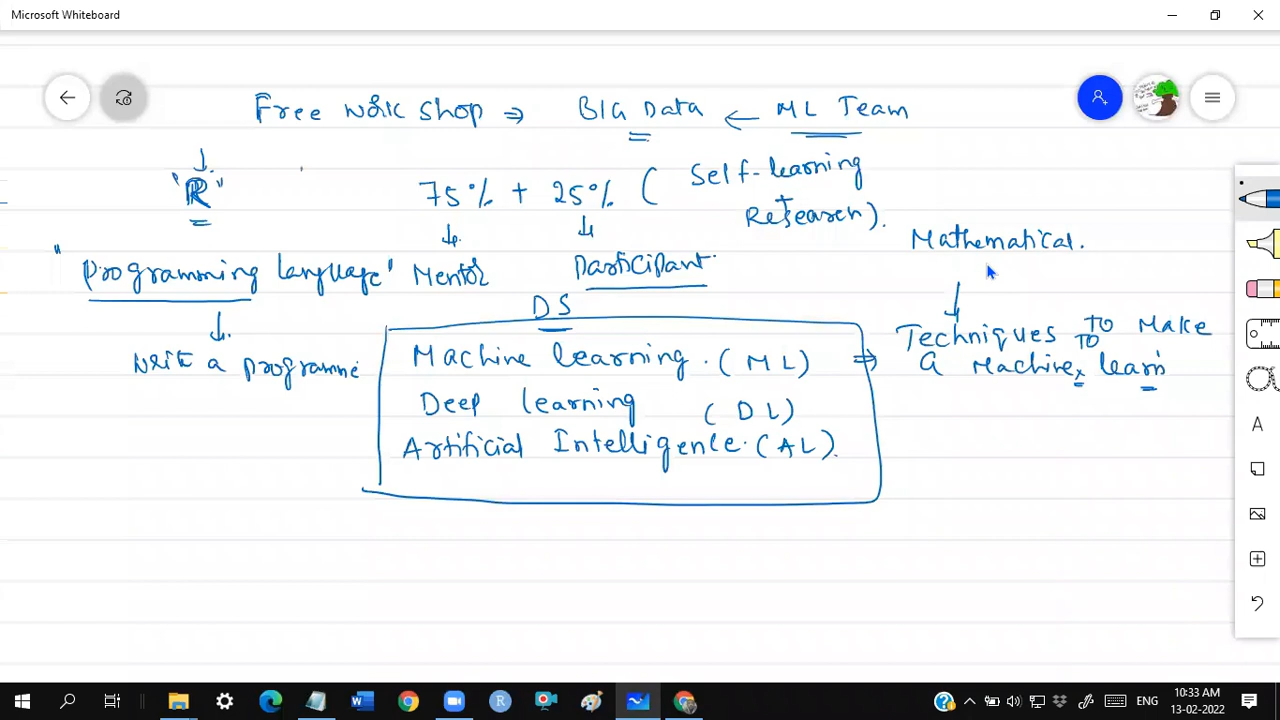 Microsoft Whiteboard
Free Work Shop ⇒ BIG Data ← ML Team
↓
"R"
75% + 25% ( Self-learning
+
Research).
Mathematical.
"programming language" Mentor Participant.
DS
Write a programme
Machine learning. (ML) ⇒ Techniques TO Make
TO
A Machine learn
Deep learning (DL)
Artificial Intelligence. (AL).
A
ENG
10:33 AM
13-02-2022